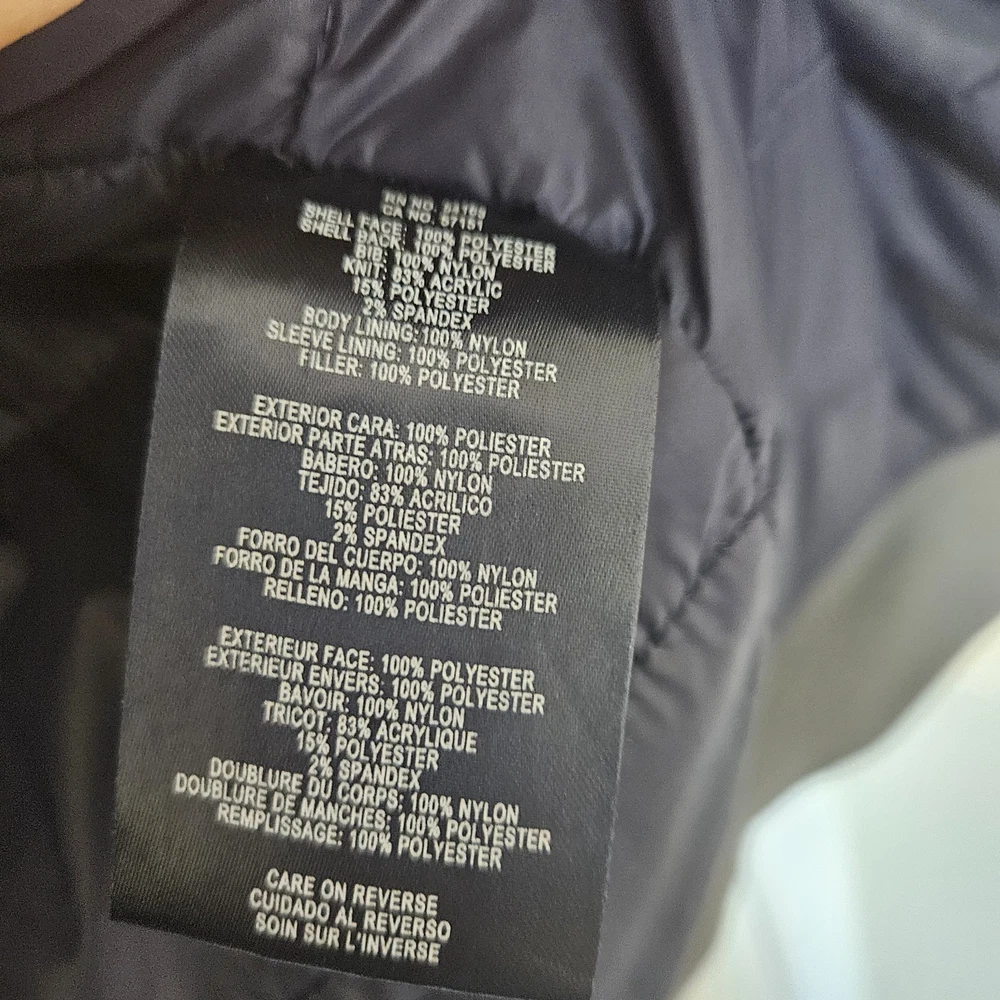 CA NO. 57151
SHELL FACE: 100% POLYESTER
SHELL BACK: 100% POLYESTER
BIB: 100% NYLON
KNIT: 83% ACRYLIC
15% POLYESTER
2% SPANDEX
BODY LINING: 100% NYLON
SLEEVE LINING: 100% POLYESTER
FILLER: 100% POLYESTER
EXTERIOR CARA: 100% POLIESTER
EXTERIOR PARTE ATRAS: 100% POLIESTER
BABERO: 100% NYLON
TEJIDO: 83% ACRILICO
15% POLIESTER
2% SPANDEX
FORRO DEL CUERPO: 100% NYLON
FORRO DE LA MANGA: 100% POLIESTER
RELLENO: 100% POLIESTER
EXTERIEUR FACE: 100% POLYESTER
EXTERIEUR ENVERS: 100% POLYESTER
BAVOIR: 100% NYLON
TRICOT: 83% ACRYLIQUE
15% POLYESTER
2% SPANDEX
DOUBLURE DU CORPS: 100% NYLON
DOUBLURE DE MANCHES: 100% POLYESTER
REMPLISSAGE: 100% POLYESTER
CARE ON REVERSE
CUIDADO AL REVERSO
SOIN SUR L'INVERSE